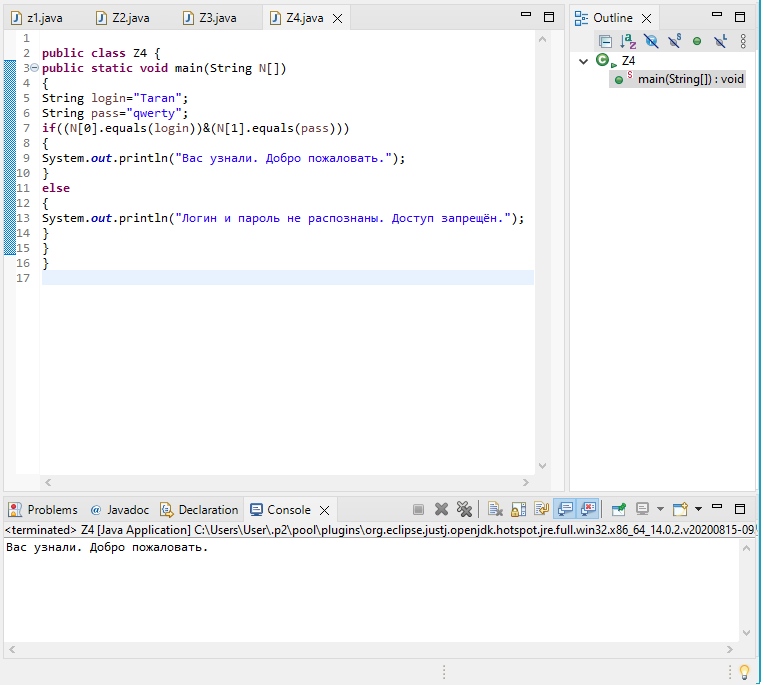 z1.java Z2.java Z3.java Z4.java
1
2 public class Z4 {
3 public static void main(String N[])
4 {
5 String login="Taran";
6 String pass="qwerty";
7 if((N[0].equals(login))&(N[1].equals(pass)))
8 {
9 System.out.println("Вас узнали. Добро пожаловать.");
10 }
11 else
12 {
13 System.out.println("Логин и пароль не распознаны. Доступ запрещён.");
14 }
15 }
16 }
17
Outline
Z4
main(String[]) : void
Problems @ Javadoc Declaration Console
<terminated> Z4 [Java Application] C:\Users\User\.p2\pool\plugins\org.eclipse.justj.openjdk.hotspot.jre.full.win32.x86_64_14.0.2.v20200815-09
Вас узнали. Добро пожаловать.